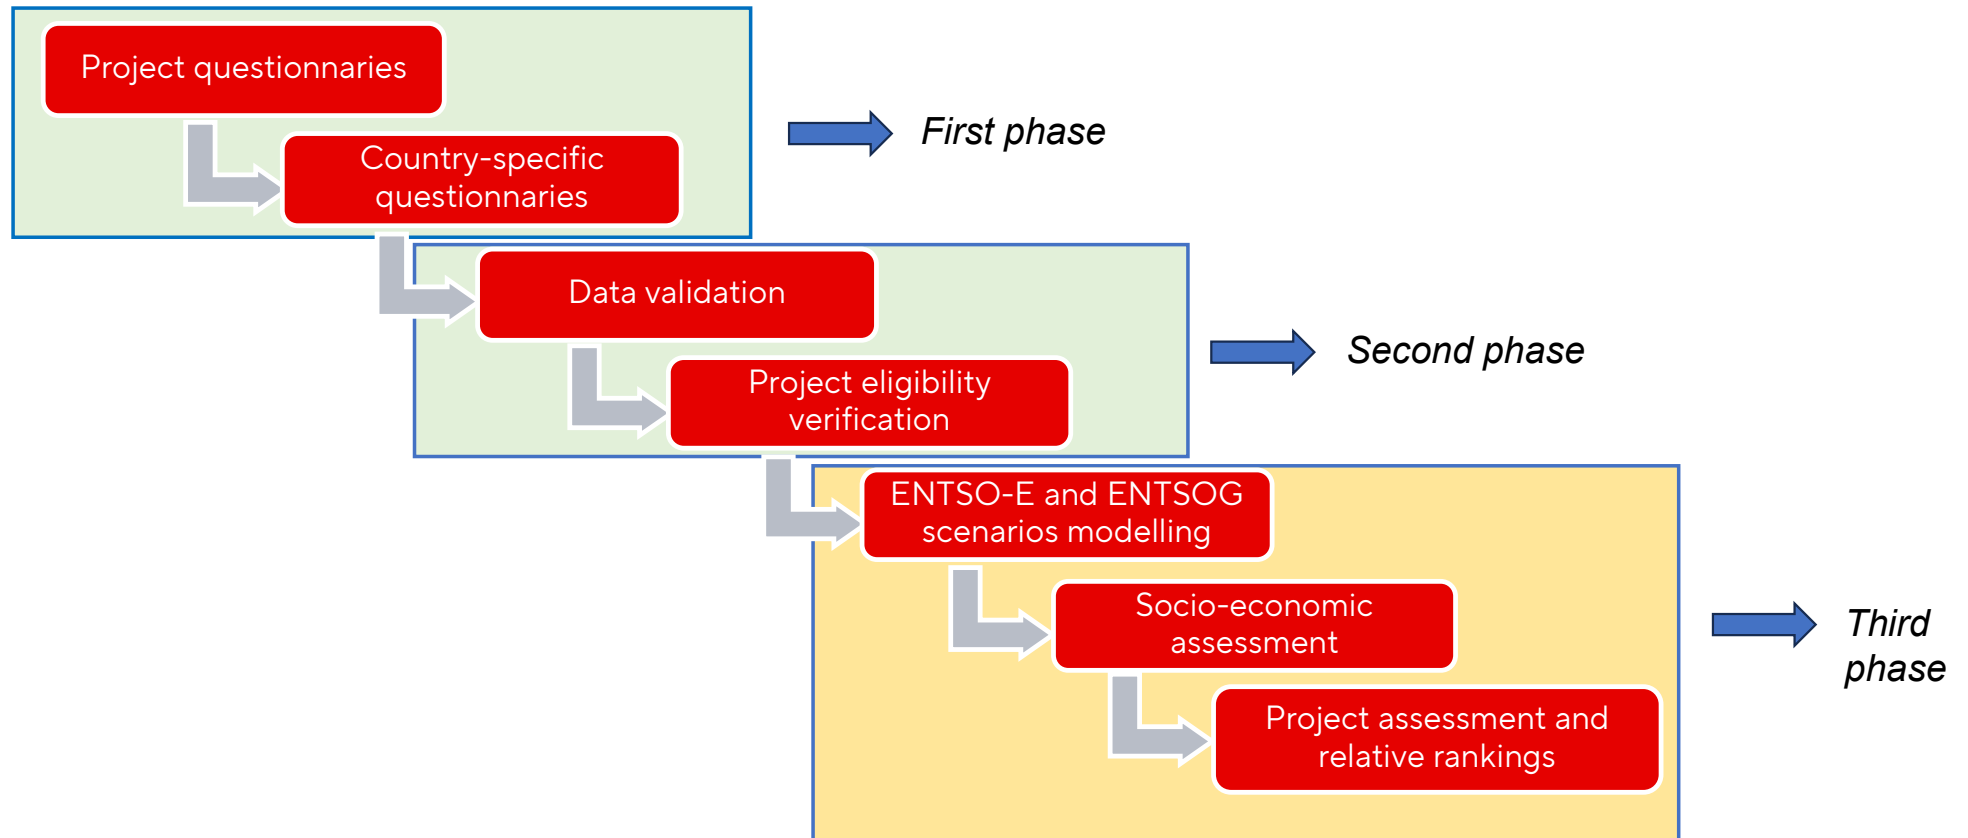 Project questionnaries
First phase
Country-specific
questionnaries
Data validation
Second phase
Project eligibility
verification
ENTSO-E and ENTSOG
scenarios modelling
Socio-economic
assessment
Third
phase
Project assessment and
relative rankings